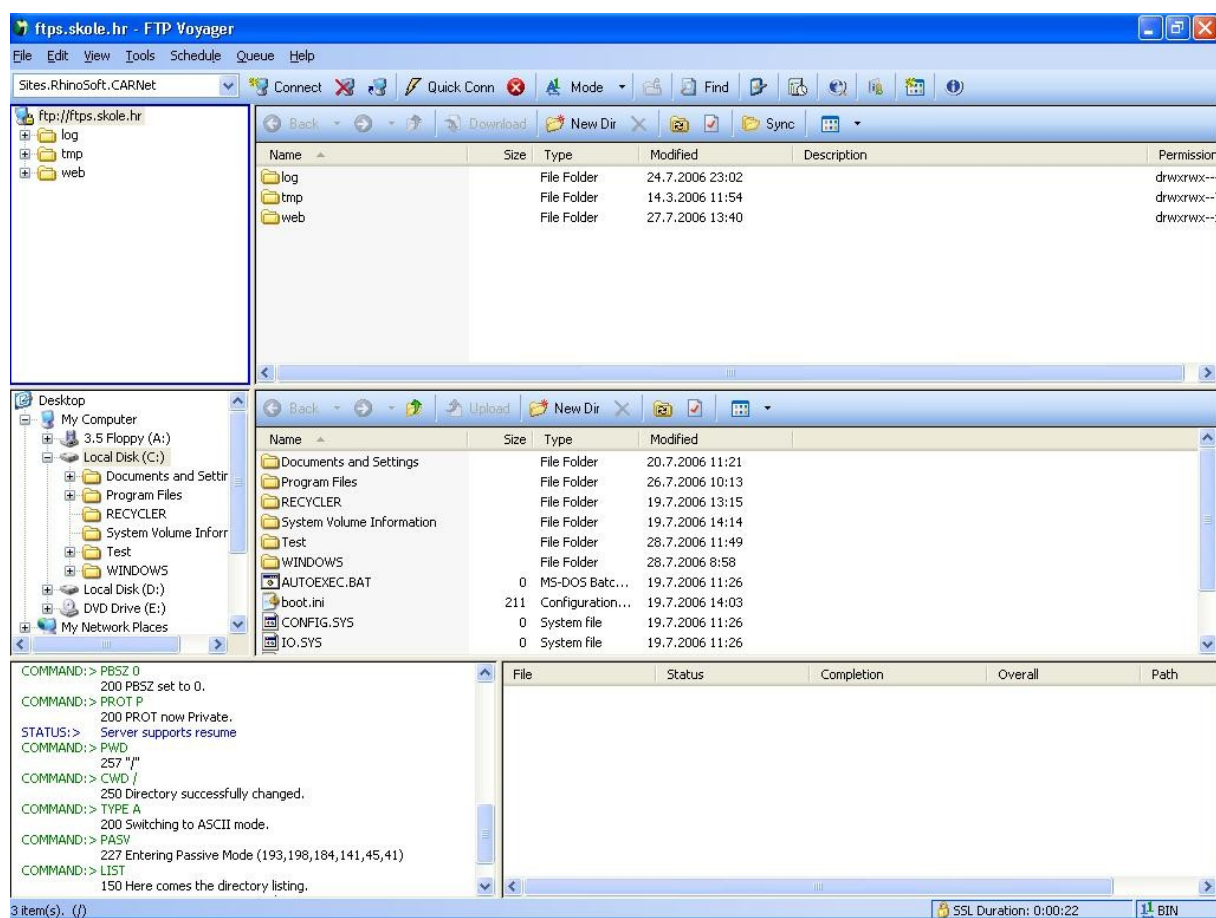 ftps.skole.hr - FTP Voyager
File Edit View Tools Schedule Queue Help
Sites.RhinoSoft.CARNet Connect Quick Conn Mode Find
ftp://ftps.skole.hr
log
tmp
web
Back Download New Dir Sync
Name Size Type Modified Description Permission
log File Folder 24.7.2006 23:02 drwxrwx--
tmp File Folder 14.3.2006 11:54 drwxrwx--
web File Folder 27.7.2006 13:40 drwxrwx--
Desktop
My Computer
3.5 Floppy (A:)
Local Disk (C:)
Documents and Settin
Program Files
RECYCLER
System Volume Inform
Test
WINDOWS
Local Disk (D:)
DVD Drive (E:)
My Network Places
Back Upload New Dir
Name Size Type Modified
Documents and Settings File Folder 20.7.2006 11:21
Program Files File Folder 26.7.2006 10:13
RECYCLER File Folder 19.7.2006 13:15
System Volume Information File Folder 19.7.2006 14:14
Test File Folder 28.7.2006 11:49
WINDOWS File Folder 28.7.2006 8:58
AUTOEXEC.BAT 0 MS-DOS Batc... 19.7.2006 11:26
boot.ini 211 Configuration... 19.7.2006 14:03
CONFIG.SYS 0 System file 19.7.2006 11:26
IO.SYS 0 System file 19.7.2006 11:26
COMMAND:> PBSZ 0
200 PBSZ set to 0.
COMMAND:> PROT P
200 PROT now Private.
STATUS:> Server supports resume
COMMAND:> PWD
257 "/"
COMMAND:> CWD /
250 Directory successfully changed.
COMMAND:> TYPE A
200 Switching to ASCII mode.
COMMAND:> PASV
227 Entering Passive Mode (193,198,184,141,45,41)
COMMAND:> LIST
150 Here comes the directory listing.
File Status Completion Overall Path
3 item(s). (/) SSL Duration: 0:00:22 BIN